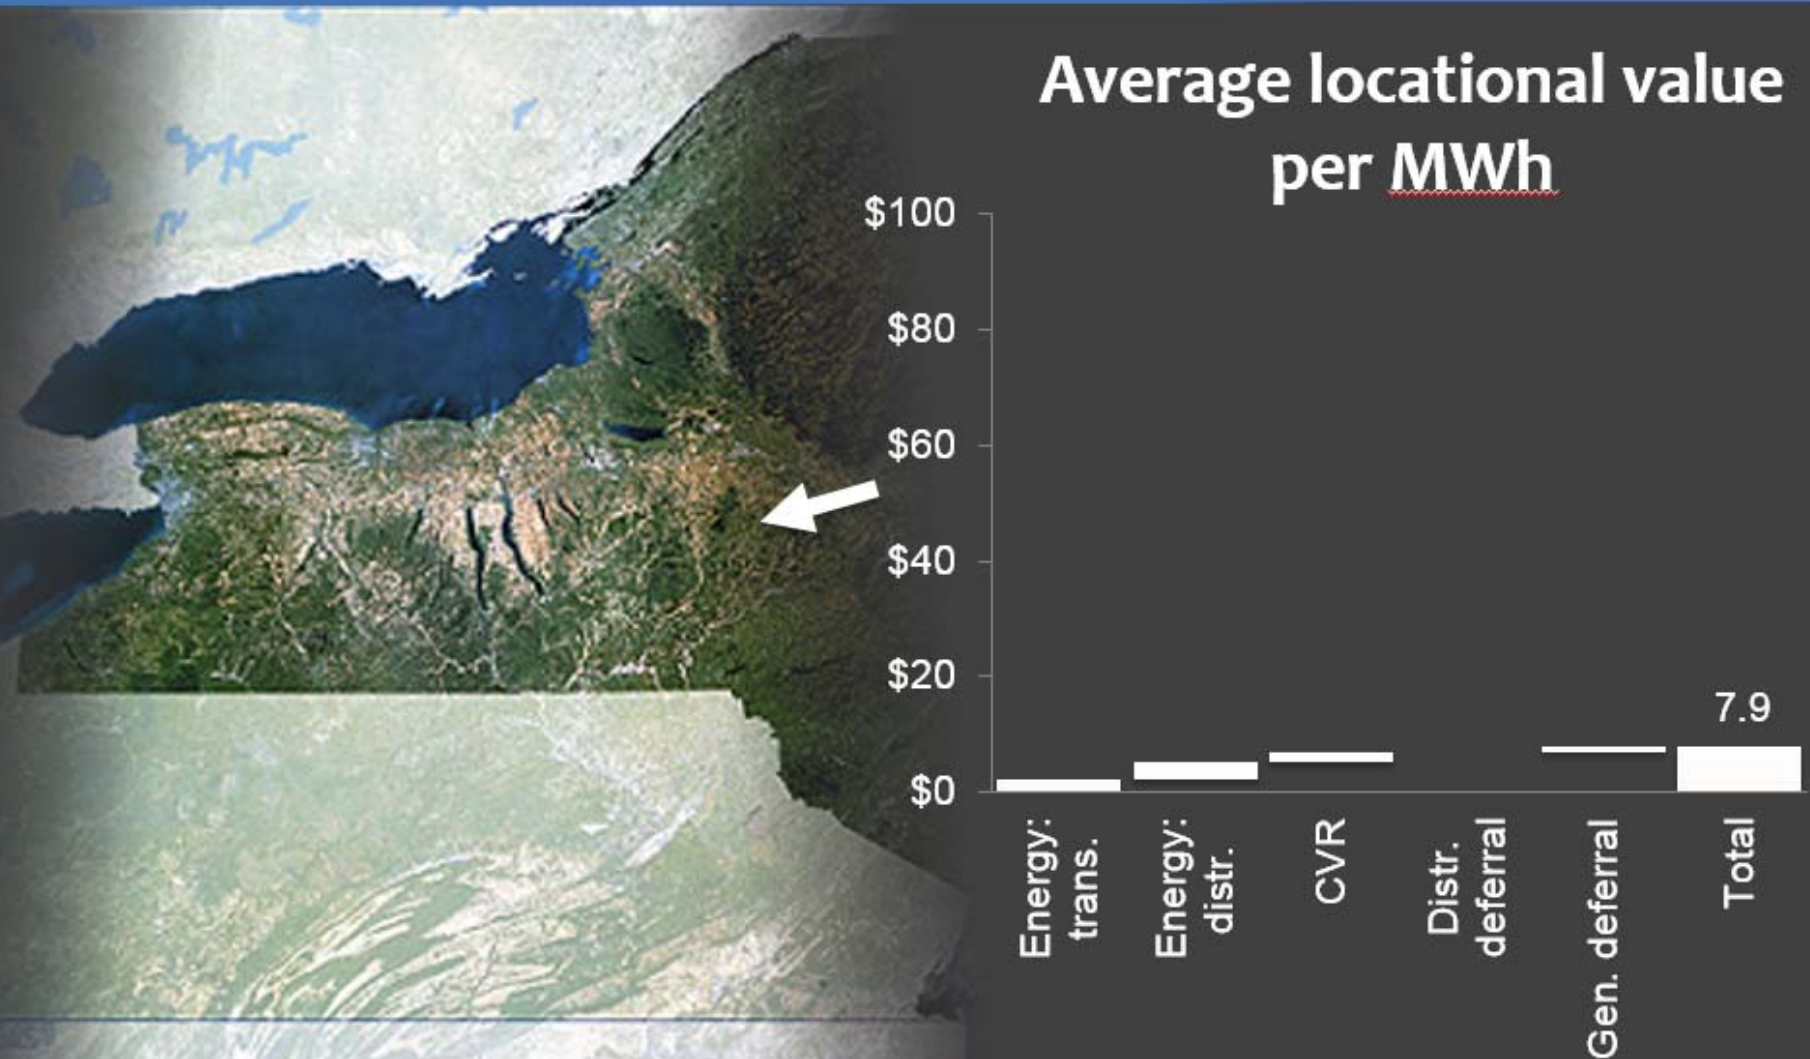 Average locational value
per MWh
$100
$80
$60
$40
$20
$0
7.9
Energy:
trans.
Energy:
distr.
CVR
Distr.
deferral
Gen. deferral
Total